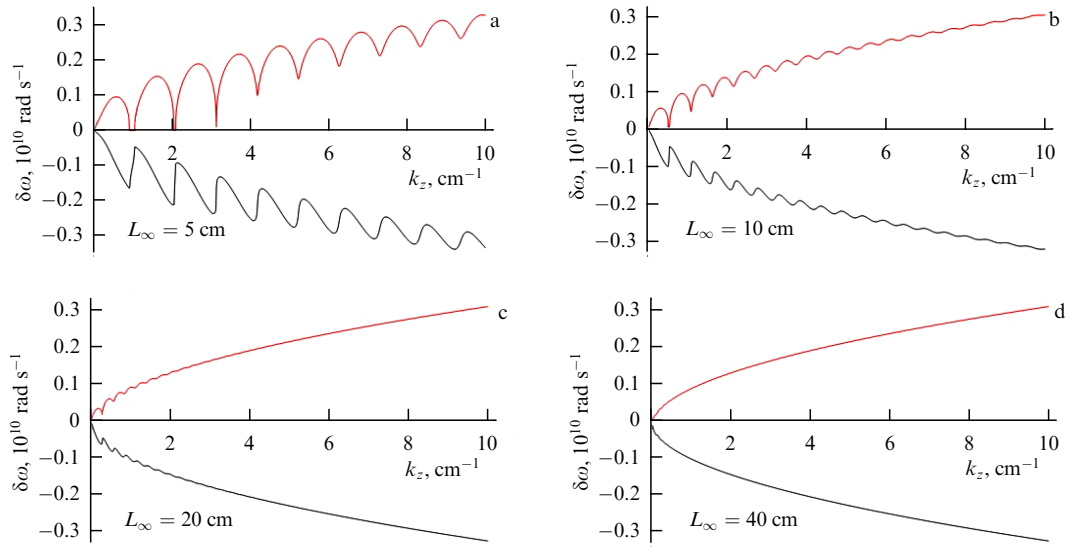 a
δω, 10¹⁰ rad s⁻¹
0.3
0.2
0.1
0
−0.1
−0.2
−0.3
2 4 6 8 10
k_z, cm⁻¹
L∞ = 5 cm
b
δω, 10¹⁰ rad s⁻¹
0.3
0.2
0.1
0
−0.1
−0.2
−0.3
2 4 6 8 10
k_z, cm⁻¹
L∞ = 10 cm
c
δω, 10¹⁰ rad s⁻¹
0.3
0.2
0.1
0
−0.1
−0.2
−0.3
2 4 6 8 10
k_z, cm⁻¹
L∞ = 20 cm
d
δω, 10¹⁰ rad s⁻¹
0.3
0.2
0.1
0
−0.1
−0.2
−0.3
2 4 6 8 10
k_z, cm⁻¹
L∞ = 40 cm